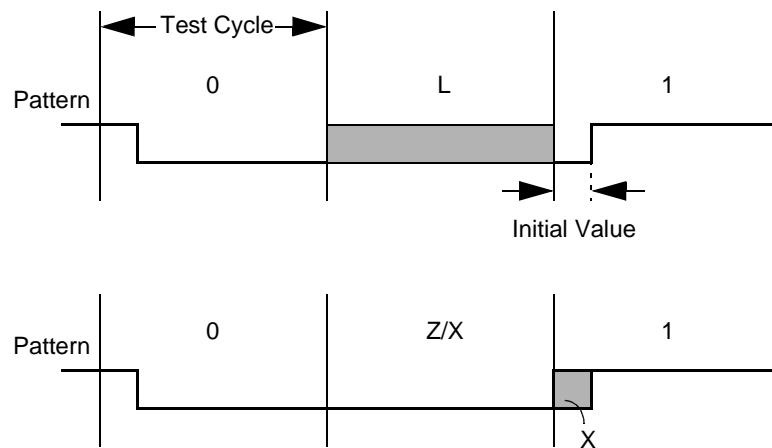 Test Cycle
0 L 1
Pattern
Initial Value
0 Z/X 1
Pattern
X